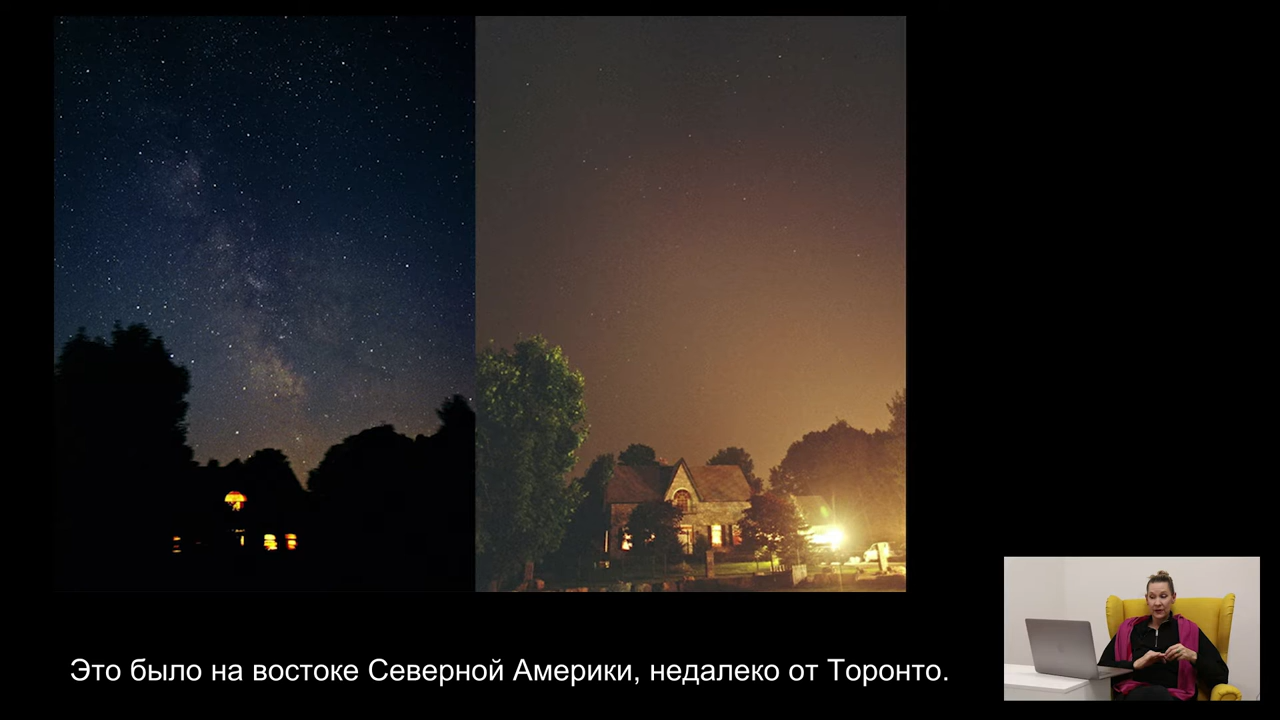 Это было на востоке Северной Америки, недалеко от Торонто.